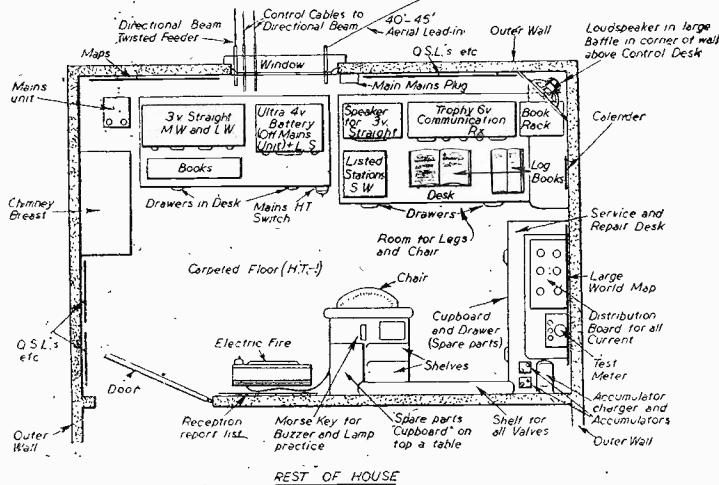 Directional Beam
Twisted Feeder
Control Cables to
Directional Beam
40'-45'
Aerial Lead-in
Outer Wall
Loudspeaker in large
Baffle in corner of wall
above Control Desk
Maps
Window
Q.S.L.'s etc
Main Mains Plug
Mains
unit
3v Straight
MW and LW
Ultra 4v
Battery
(Off Mains
Unit)+L.S
Speaker
for 3v.
Straight
Trophy 6v
Communication
Rx
Book
Rack
Calender
Books
Listed
Stations
S W
Desk
Log
Books
Chimney
Breast
Drawers in Desk
Mains HT
Switch
Drawers
Room for Legs
and Chair
Service and
Repair Desk
Carpeted Floor (H.T.-!)
Chair
Large
World Map
Cupboard
and Drawer
(Spare parts)
Distribution
Board for all
Current
Q.S.L.'s
etc
Electric Fire
Shelves
Test
Meter
Door
Accumulator
charger and
Accumulators
Outer
Wall
Reception
report list
Morse Key for
Buzzer and Lamp
practice
Spare parts
"Cupboard" on
top a table
Shelf for
all Valves
Outer Wall
REST OF HOUSE